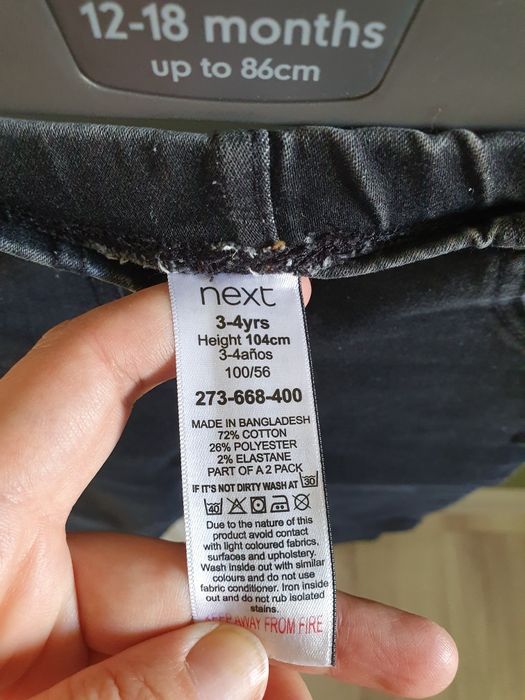 12-18 months
up to 86cm
next
3-4yrs
Height 104cm
3-4años
100/56
273-668-400
MADE IN BANGLADESH
72% COTTON
26% POLYESTER
2% ELASTANE
PART OF A 2 PACK
IF IT'S NOT DIRTY WASH AT 30
40
Due to the nature of this
product avoid contact
with light coloured fabrics,
surfaces and upholstery.
Wash inside out with similar
colours and do not use
fabric conditioner. Iron inside
out and do not rub isolated
stains.
KEEP AWAY FROM FIRE